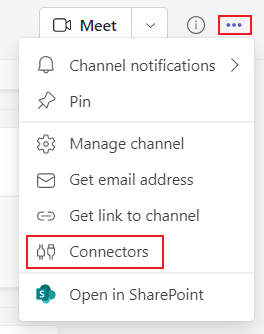 Meet
Channel notifications
Pin
Manage channel
Get email address
Get link to channel
Connectors
Open in SharePoint